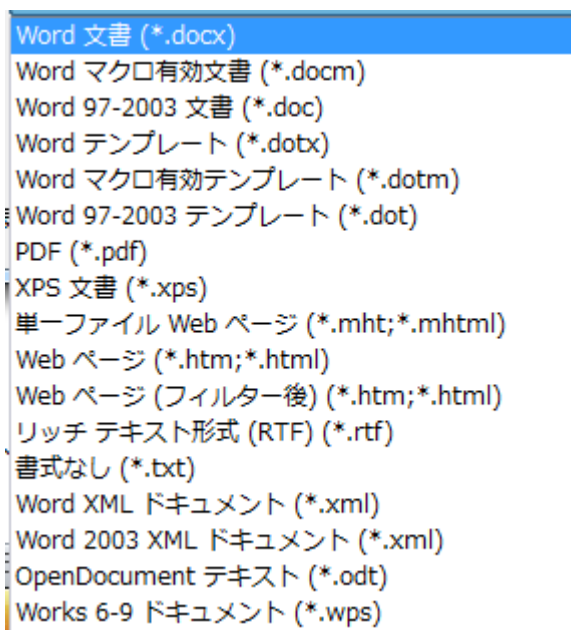 Word 文書 (*.docx)
Word マクロ有効文書 (*.docm)
Word 97-2003 文書 (*.doc)
Word テンプレート (*.dotx)
Word マクロ有効テンプレート (*.dotm)
Word 97-2003 テンプレート (*.dot)
PDF (*.pdf)
XPS 文書 (*.xps)
単一ファイル Web ページ (*.mht;*.mhtml)
Web ページ (*.htm;*.html)
Web ページ (フィルター後) (*.htm;*.html)
リッチ テキスト形式 (RTF) (*.rtf)
書式なし (*.txt)
Word XML ドキュメント (*.xml)
Word 2003 XML ドキュメント (*.xml)
OpenDocument テキスト (*.odt)
Works 6-9 ドキュメント (*.wps)